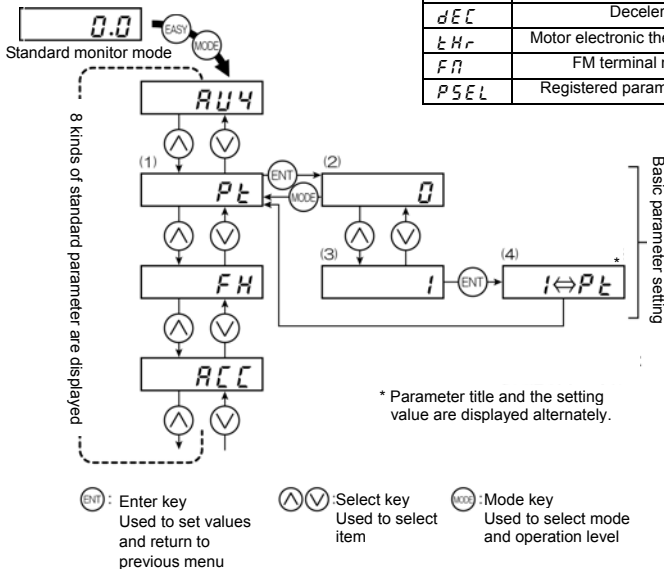 dEC Deceler
tHr Motor electronic the
FM FM terminal
PSEL Registered param
0.0
EASY
MODE
Standard monitor mode
AU4
8 kinds of standard parameter are displayed
(1)
Pt
ENT
MODE
(2)
0
(3)
1
ENT
(4)
*
1⇔Pt
FH
ACC
Basic parameter setting
* Parameter title and the setting
value are displayed alternately.
ENT : Enter key
Used to set values
and return to
previous menu
:Select key
Used to select
item
MODE :Mode key
Used to select mode
and operation level